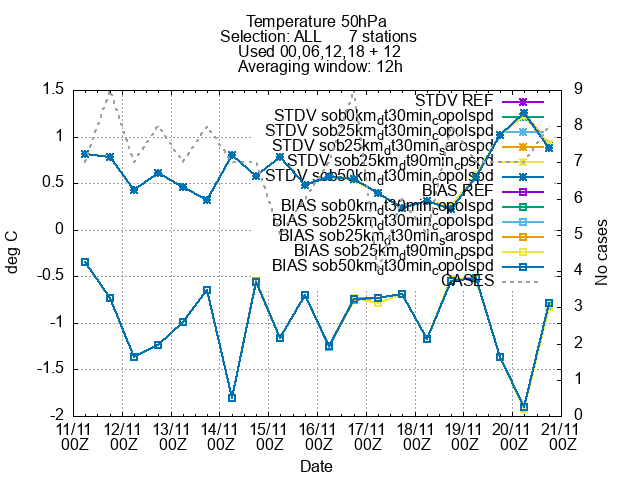 Temperature 50hPa
Selection: ALL 7 stations
Used 00,06,12,18 + 12
Averaging window: 12h
STDV REF
STDV sob0km_dt30min_copolspd
STDV sob25km_dt30min_copolspd
STDV sob25km_dt30min_sarospd
STDV sob25km_dt90min_cpspd
STDV sob50km_dt30min_copolspd
BIAS REF
BIAS sob0km_dt30min_copolspd
BIAS sob25km_dt30min_copolspd
BIAS sob25km_dt30min_sarospd
BIAS sob25km_dt90min_cpspd
BIAS sob50km_dt30min_copolspd
CASES
deg C
1.5
1
0.5
0
-0.5
-1
-1.5
-2
No cases
9
8
7
6
5
4
3
2
1
0
11/11 12/11 13/11 14/11 15/11 16/11 17/11 18/11 19/11 20/11 21/11
00Z 00Z 00Z 00Z 00Z 00Z 00Z 00Z 00Z 00Z 00Z
Date